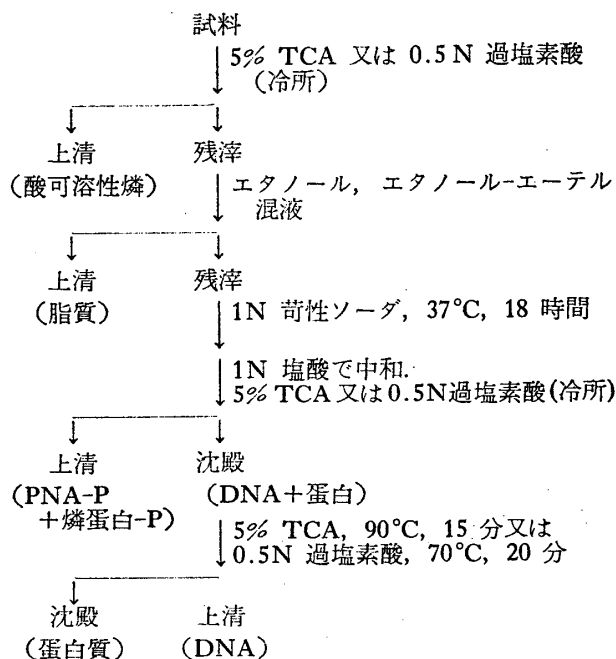 試料
5% TCA 又は 0.5N 過塩素酸
(冷所)
上清 残滓
(酸可溶性燐) エタノール, エタノール-エーテル
混液
上清 残滓
(脂質) 1N 苛性ソーダ, 37°C, 18 時間
1N 塩酸で中和.
5% TCA 又は 0.5N 過塩素酸(冷所)
上清 沈殿
(PNA-P (DNA+蛋白)
+燐蛋白-P) 5% TCA, 90°C, 15 分又は
0.5N 過塩素酸, 70°C, 20 分
沈殿 上清
(蛋白質) (DNA)